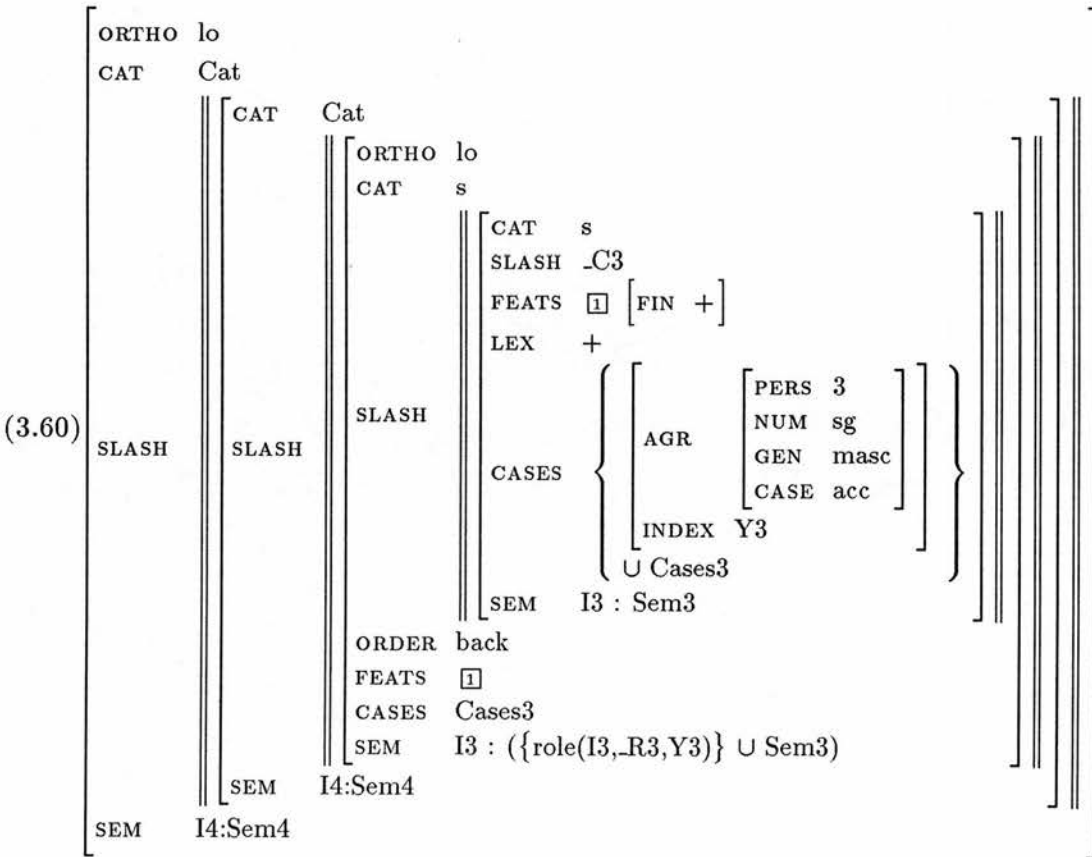 ORTHO lo
CAT Cat
CAT Cat
ORTHO lo
CAT s
CAT s
SLASH _C3
FEATS 1 [FIN +]
LEX +
PERS 3
NUM sg
(3.60) SLASH SLASH SLASH CASES { AGR GEN masc }
CASE acc
INDEX Y3
∪ Cases3
SEM I3 : Sem3
ORDER back
FEATS 1
CASES Cases3
SEM I3 : ({role(I3,_R3,Y3)} ∪ Sem3)
SEM I4:Sem4
SEM I4:Sem4